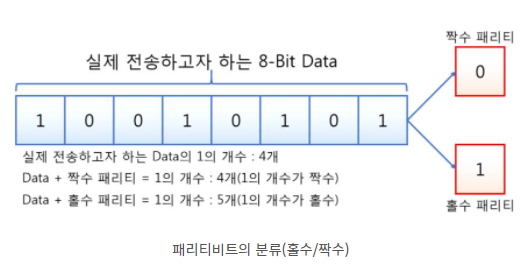 짝수 패리티
실제 전송하고자 하는 8-Bit Data
0
1 0 0 1 0 1 0 1
실제 전송하고자 하는 Data의 1의 개수 : 4개
Data + 짝수 패리티 = 1의 개수 : 4개(1의 개수가 짝수)
1
Data + 홀수 패리티 = 1의 개수 : 5개(1의 개수가 홀수)
홀수 패리티
패리티비트의 분류(홀수/짝수)